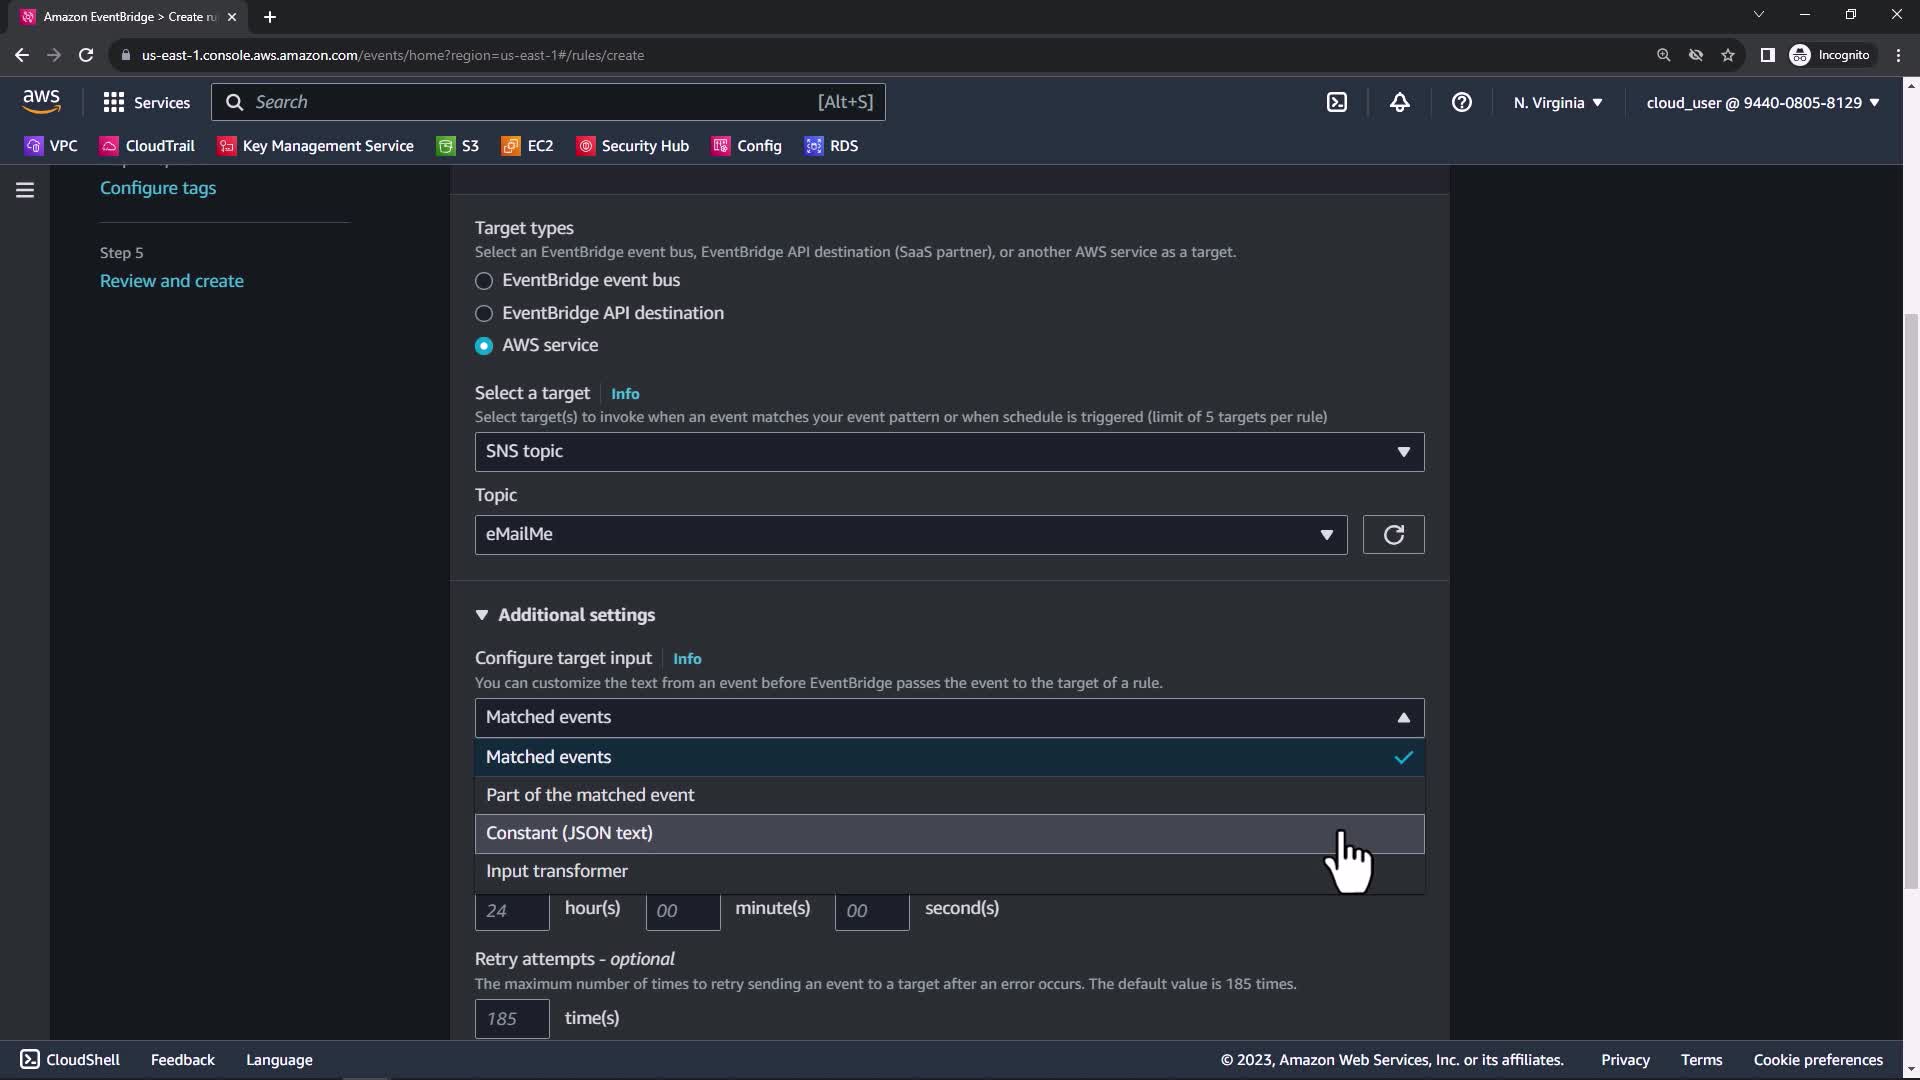 Amazon EventBridge > Create ru
us-east-1.console.aws.amazon.com/events/home?region=us-east-1#/rules/create
Incognito
aws
Services
Search
[Alt+S]
N. Virginia
cloud_user @ 9440-0805-8129
VPC
CloudTrail
Key Management Service
S3
EC2
Security Hub
Config
RDS
Configure tags
Step 5
Review and create
Target types
Select an EventBridge event bus, EventBridge API destination (SaaS partner), or another AWS service as a target.
EventBridge event bus
EventBridge API destination
AWS service
Select a target
Info
Select target(s) to invoke when an event matches your event pattern or when schedule is triggered (limit of 5 targets per rule)
SNS topic
Topic
eMailMe
Additional settings
Configure target input
Info
You can customize the text from an event before EventBridge passes the event to the target of a rule.
Matched events
Matched events
Part of the matched event
Constant (JSON text)
Input transformer
24 hour(s) 00 minute(s) 00 second(s)
Retry attempts - optional
The maximum number of times to retry sending an event to a target after an error occurs. The default value is 185 times.
185 time(s)
CloudShell
Feedback
Language
© 2023, Amazon Web Services, Inc. or its affiliates.
Privacy
Terms
Cookie preferences